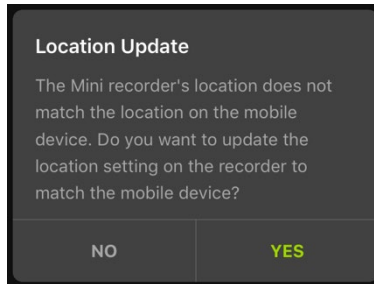 Location Update
The Mini recorder's location does not
match the location on the mobile
device. Do you want to update the
location setting on the recorder to
match the mobile device?
NO
YES